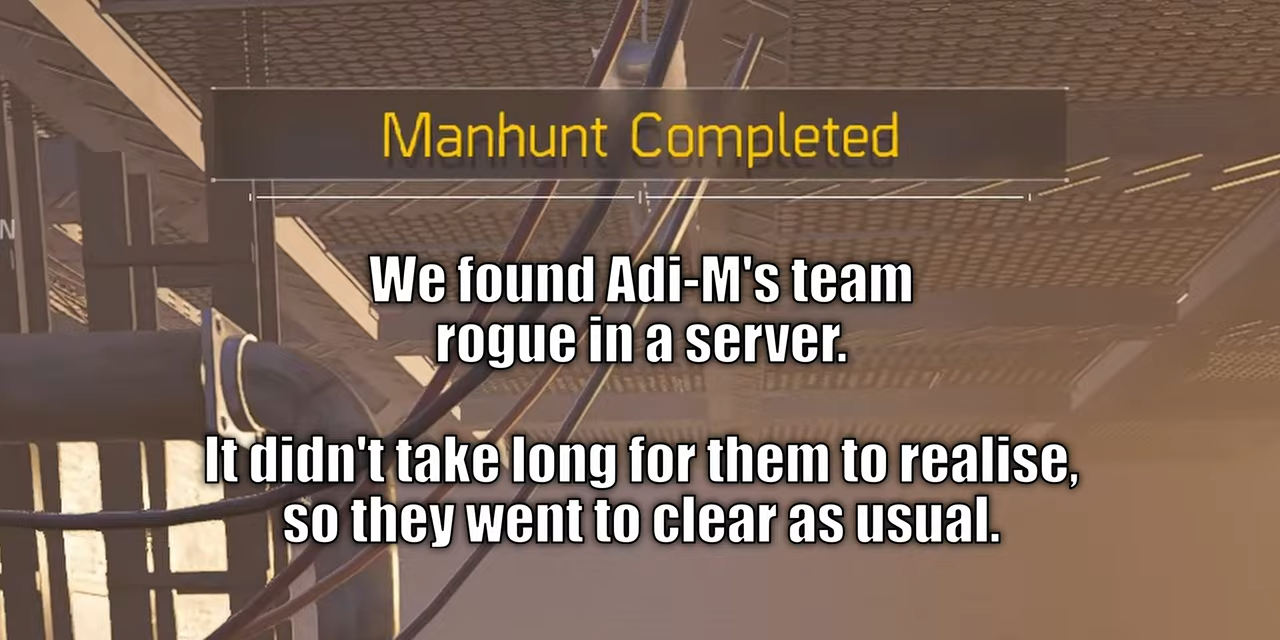 Manhunt Completed
N
We found Adi-M's team
rogue in a server.
It didn't take long for them to realise,
so they went to clear as usual.